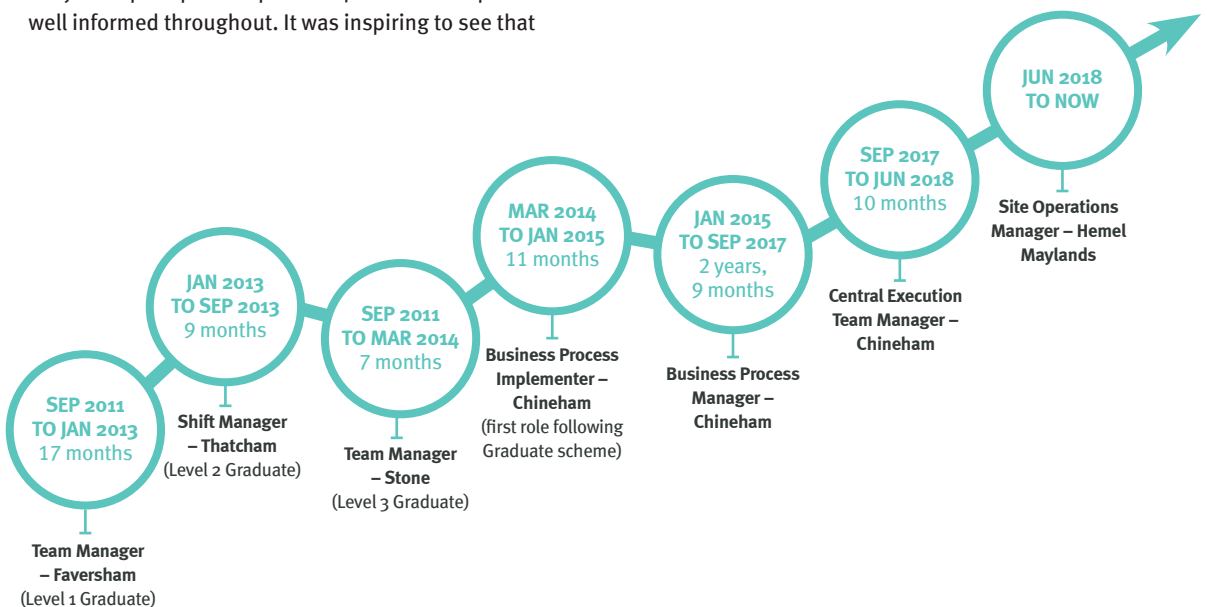 well informed throughout. It was inspiring to see that
SEP 2011
TO JAN 2013
17 months
Team Manager
– Faversham
(Level 1 Graduate)
JAN 2013
TO SEP 2013
9 months
Shift Manager
– Thatcham
(Level 2 Graduate)
SEP 2011
TO MAR 2014
7 months
Team Manager
– Stone
(Level 3 Graduate)
MAR 2014
TO JAN 2015
11 months
Business Process
Implementer –
Chineham
(first role following
Graduate scheme)
JAN 2015
TO SEP 2017
2 years,
9 months
Business Process
Manager –
Chineham
SEP 2017
TO JUN 2018
10 months
Central Execution
Team Manager –
Chineham
JUN 2018
TO NOW
Site Operations
Manager – Hemel
Maylands